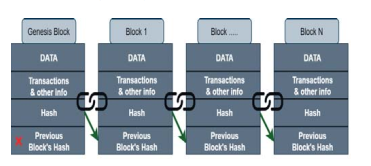 Genesis Block
DATA
Transactions
& other info
Hash
Previous
Block's Hash
Block 1
DATA
Transactions
& other info
Hash
Previous
Block's Hash
Block .....
DATA
Transactions
& other info
Hash
Previous
Block's Hash
Block N
DATA
Transactions
& other info
Hash
Previous
Block's Hash